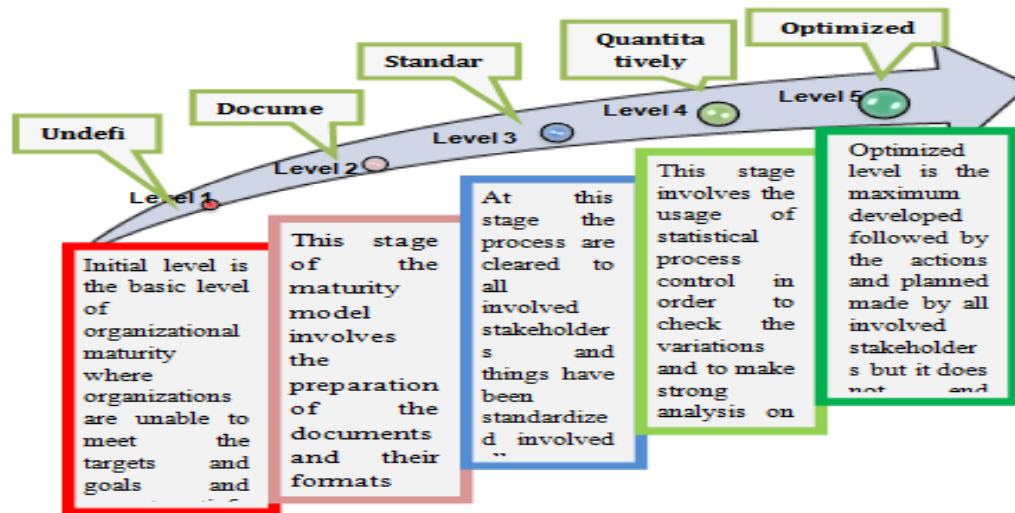 Undefi
Docume
Standar
Quantita
tively
Optimized
Level 1
Level 2
Level 3
Level 4
Level 5
Initial level is
the basic level
of
organizational
maturity
where
organizations
are unable to
meet the
targets and
goals and
This stage
of the
maturity
model
involves
the
preparation
of the
documents
and their
formats
At this
stage the
process are
cleared to
all
involved
stakeholder
s and
things have
been
standardize
d involved
This stage
involves the
usage of
statistical
process
control in
order to
check the
variations
and to make
strong
analysis on
Optimized
level is the
maximum
developed
followed by
the actions
and planned
made by all
involved
stakeholder
s but it does
not end